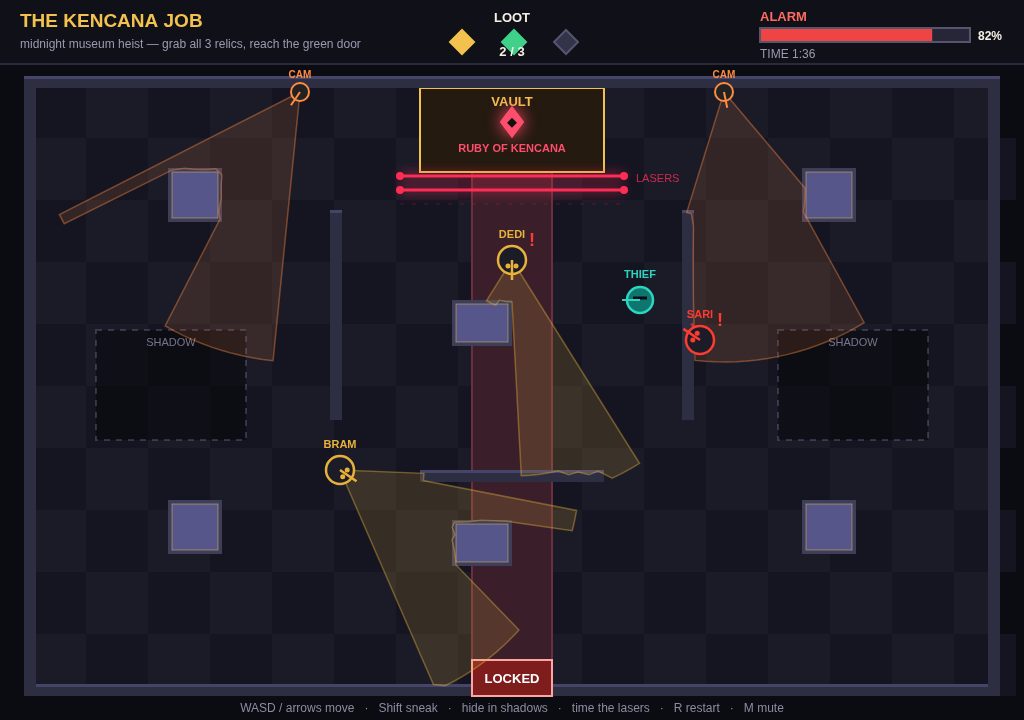 THE KENCANA JOB
midnight museum heist — grab all 3 relics, reach the green door
LOOT
2 / 3
ALARM
82%
TIME 1:36
CAM
CAM
VAULT
RUBY OF KENCANA
LASERS
DEDI !
THIEF
SARI !
SHADOW
SHADOW
BRAM
LOCKED
WASD / arrows move · Shift sneak · hide in shadows · time the lasers · R restart · M mute